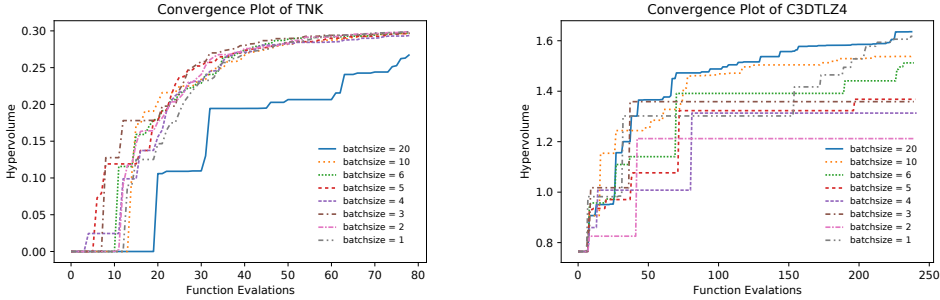 Convergence Plot of TNK
0.30
0.25
0.20
0.15
0.10
0.05
0.00
Hypervolume
0 10 20 30 40 50 60 70 80
Function Evalations
batchsize = 20
batchsize = 10
batchsize = 6
batchsize = 5
batchsize = 4
batchsize = 3
batchsize = 2
batchsize = 1
Convergence Plot of C3DTLZ4
1.6
1.4
1.2
1.0
0.8
Hypervolume
0 50 100 150 200 250
Function Evalations
batchsize = 20
batchsize = 10
batchsize = 6
batchsize = 5
batchsize = 4
batchsize = 3
batchsize = 2
batchsize = 1